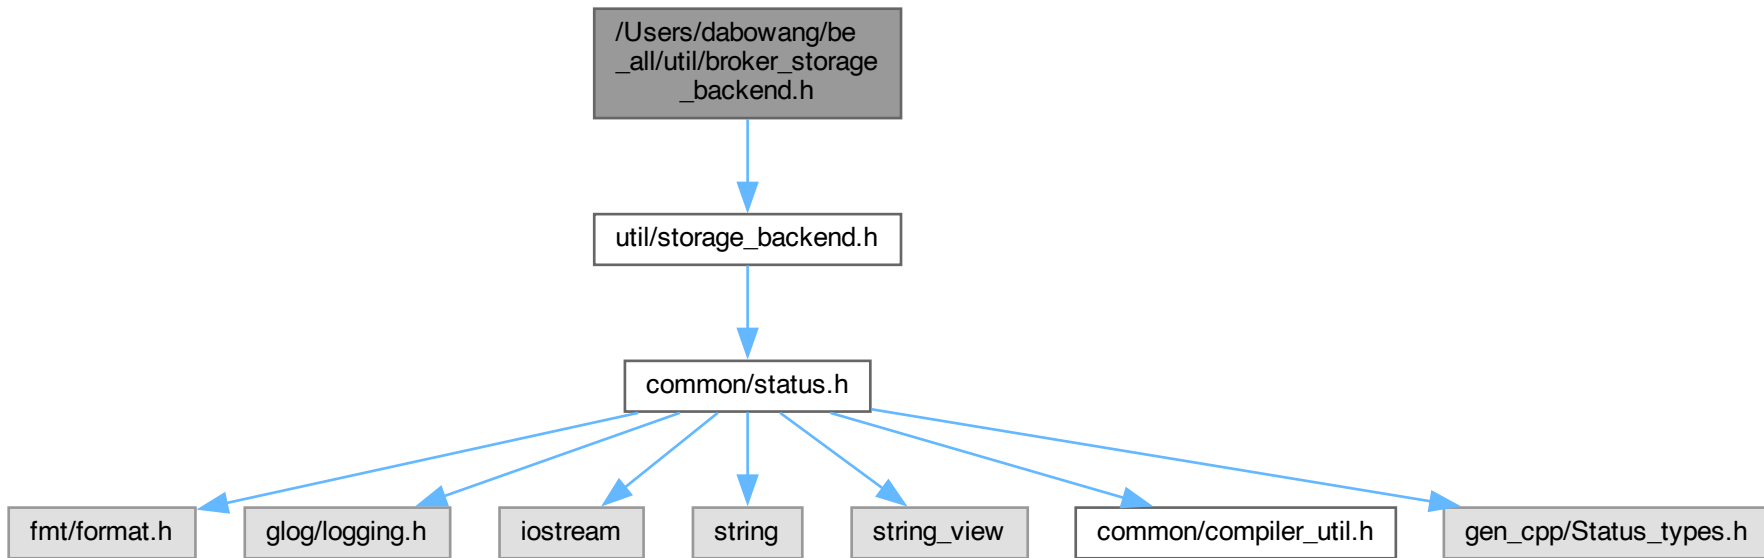 /Users/dabowang/be
_all/util/broker_storage
_backend.h
util/storage_backend.h
common/status.h
fmt/format.h
glog/logging.h
iostream
string
string_view
common/compiler_util.h
gen_cpp/Status_types.h